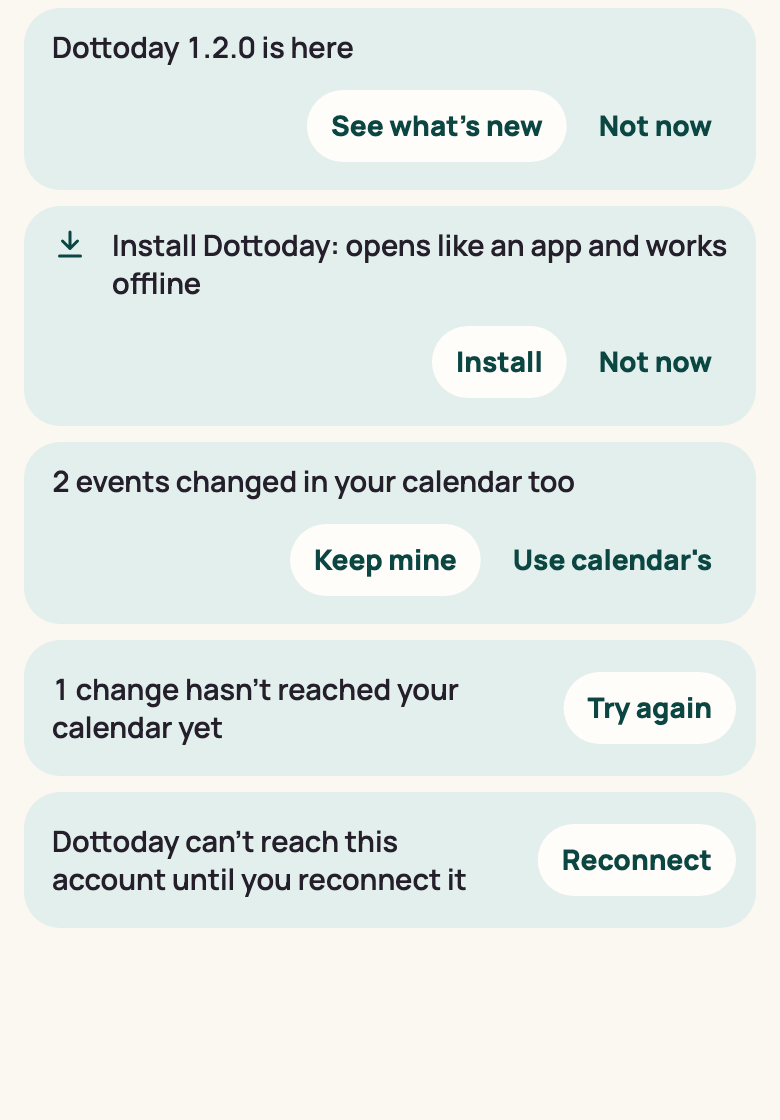 Dottoday 1.2.0 is here
See what’s new Not now
Install Dottoday: opens like an app and works
offline
Install Not now
2 events changed in your calendar too
Keep mine Use calendar's
1 change hasn’t reached your
calendar yet
Try again
Dottoday can’t reach this
account until you reconnect it
Reconnect